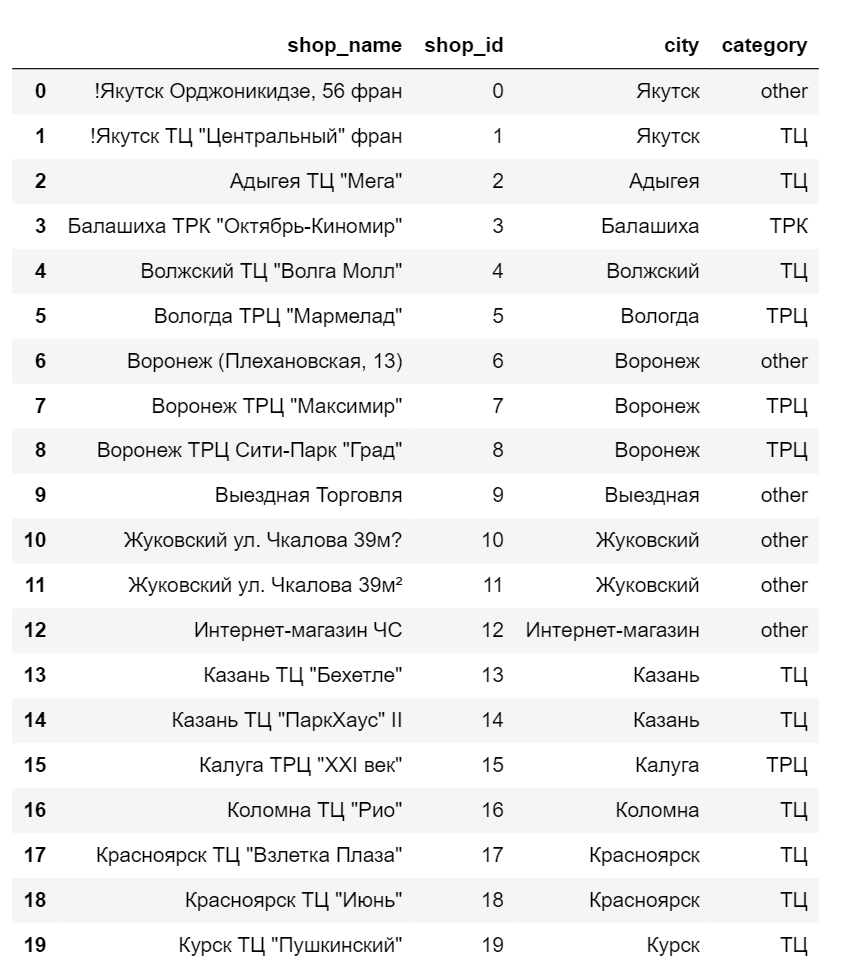 shop_name shop_id city category
0 !Якутск Орджоникидзе, 56 фран 0 Якутск other
1 !Якутск ТЦ "Центральный" фран 1 Якутск ТЦ
2 Адыгея ТЦ "Мега" 2 Адыгея ТЦ
3 Балашиха ТРК "Октябрь-Киномир" 3 Балашиха ТРК
4 Волжский ТЦ "Волга Молл" 4 Волжский ТЦ
5 Вологда ТРЦ "Мармелад" 5 Вологда ТРЦ
6 Воронеж (Плехановская, 13) 6 Воронеж other
7 Воронеж ТРЦ "Максимир" 7 Воронеж ТРЦ
8 Воронеж ТРЦ Сити-Парк "Град" 8 Воронеж ТРЦ
9 Выездная Торговля 9 Выездная other
10 Жуковский ул. Чкалова 39м? 10 Жуковский other
11 Жуковский ул. Чкалова 39м² 11 Жуковский other
12 Интернет-магазин ЧС 12 Интернет-магазин other
13 Казань ТЦ "Бехетле" 13 Казань ТЦ
14 Казань ТЦ "ПаркХаус" II 14 Казань ТЦ
15 Калуга ТРЦ "XXI век" 15 Калуга ТРЦ
16 Коломна ТЦ "Рио" 16 Коломна ТЦ
17 Красноярск ТЦ "Взлетка Плаза" 17 Красноярск ТЦ
18 Красноярск ТЦ "Июнь" 18 Красноярск ТЦ
19 Курск ТЦ "Пушкинский" 19 Курск ТЦ